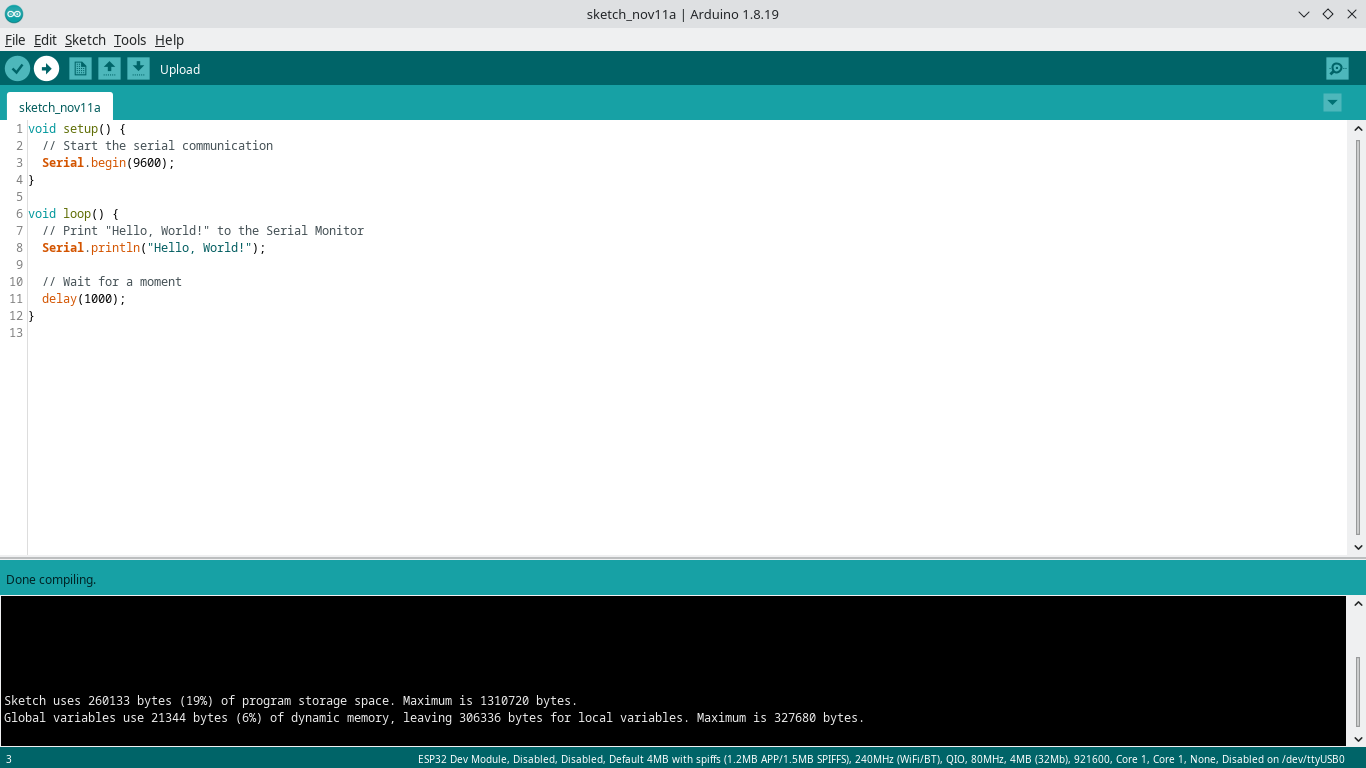 sketch_nov11a | Arduino 1.8.19
File Edit Sketch Tools Help
Upload
sketch_nov11a
1 void setup() {
2   // Start the serial communication
3   Serial.begin(9600);
4 }
5
6 void loop() {
7   // Print "Hello, World!" to the Serial Monitor
8   Serial.println("Hello, World!");
9
10   // Wait for a moment
11   delay(1000);
12 }
13
Done compiling.
Sketch uses 260133 bytes (19%) of program storage space. Maximum is 1310720 bytes.
Global variables use 21344 bytes (6%) of dynamic memory, leaving 306336 bytes for local variables. Maximum is 327680 bytes.
3 ESP32 Dev Module, Disabled, Disabled, Default 4MB with spiffs (1.2MB APP/1.5MB SPIFFS), 240MHz (WiFi/BT), QIO, 80MHz, 4MB (32Mb), 921600, Core 1, Core 1, None, Disabled on /dev/ttyUSB0